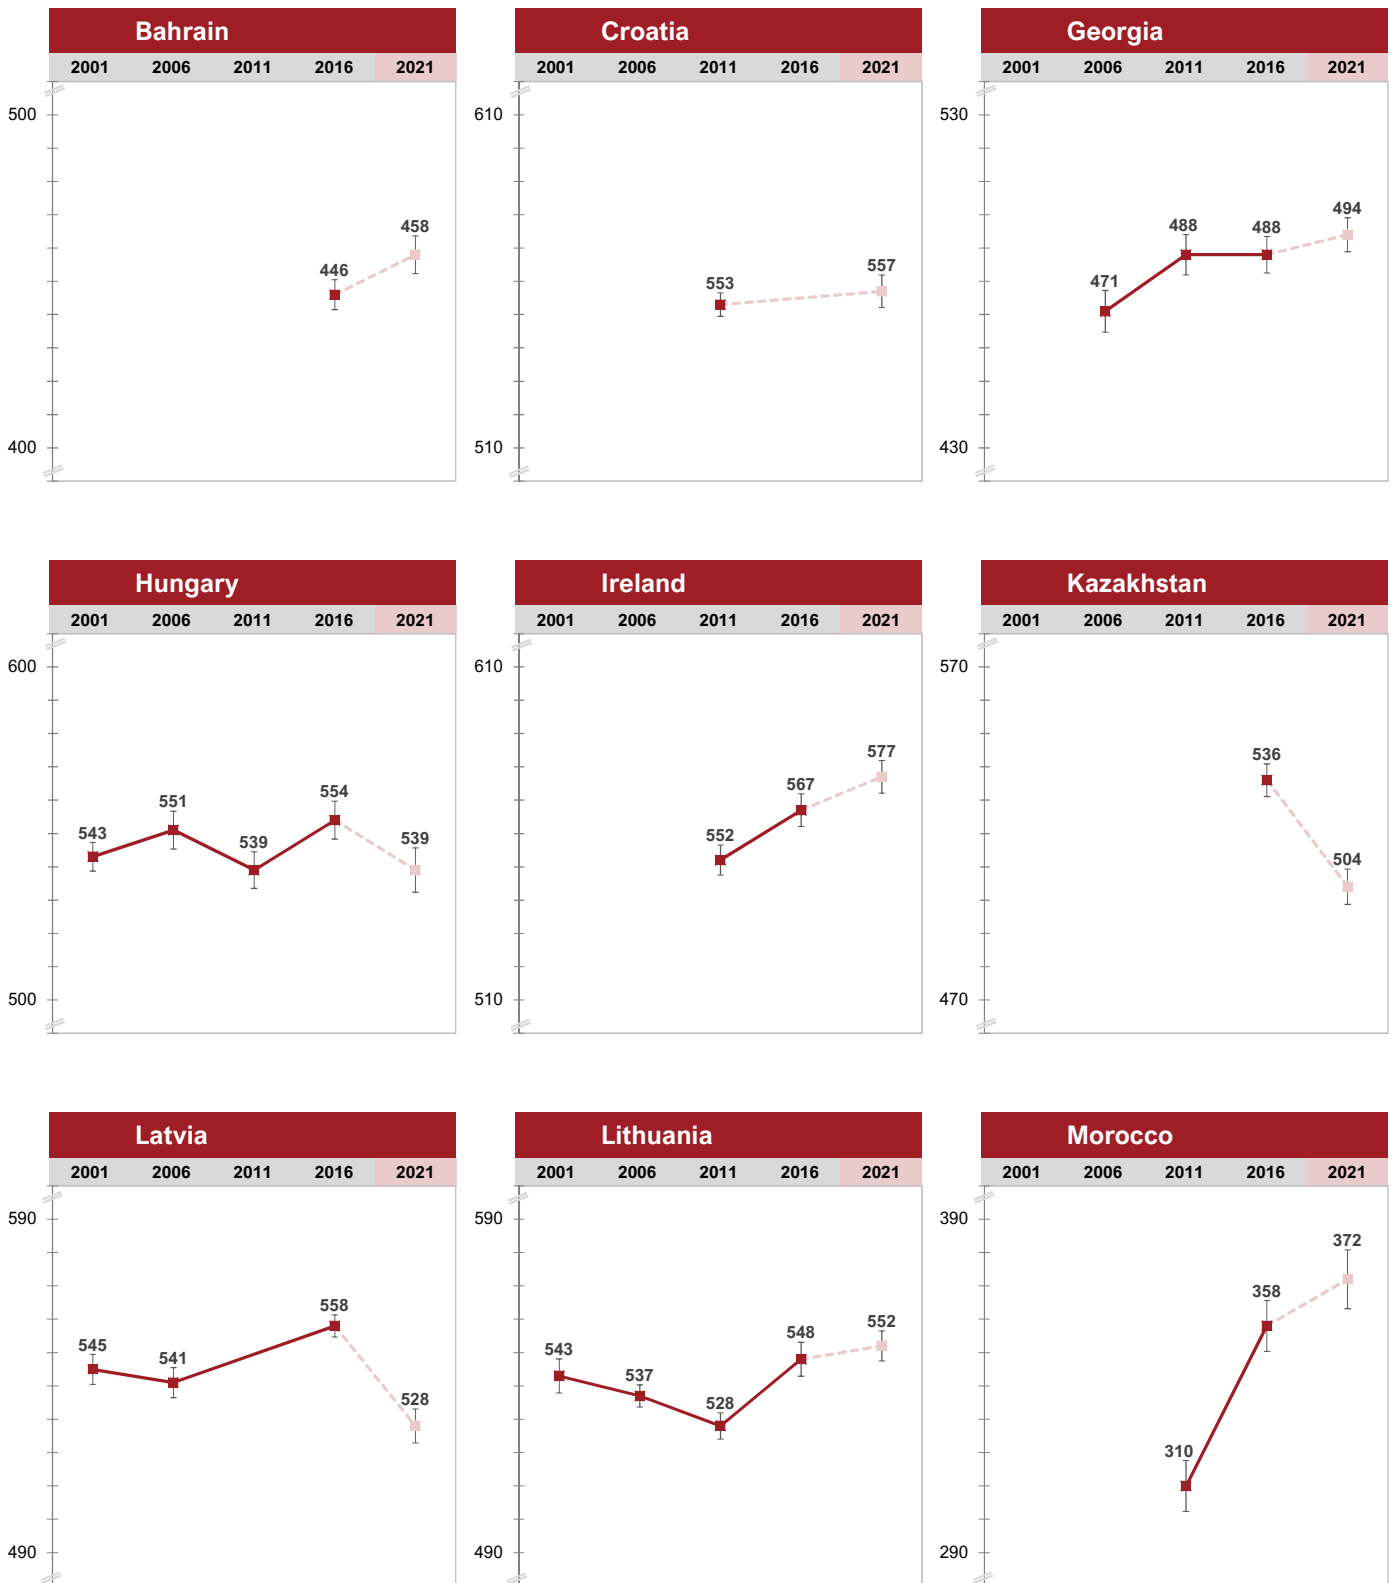 Bahrain
2001 2006 2011 2016 2021
500
458
446
400
Croatia
2001 2006 2011 2016 2021
610
557
553
510
Georgia
2001 2006 2011 2016 2021
530
494
488 488
471
430
Hungary
2001 2006 2011 2016 2021
600
554
551
543 539 539
500
Ireland
2001 2006 2011 2016 2021
610
577
567
552
510
Kazakhstan
2001 2006 2011 2016 2021
570
536
504
470
Latvia
2001 2006 2011 2016 2021
590
558
545
541
528
490
Lithuania
2001 2006 2011 2016 2021
590
552
548
543
537
528
490
Morocco
2001 2006 2011 2016 2021
390
372
358
310
290